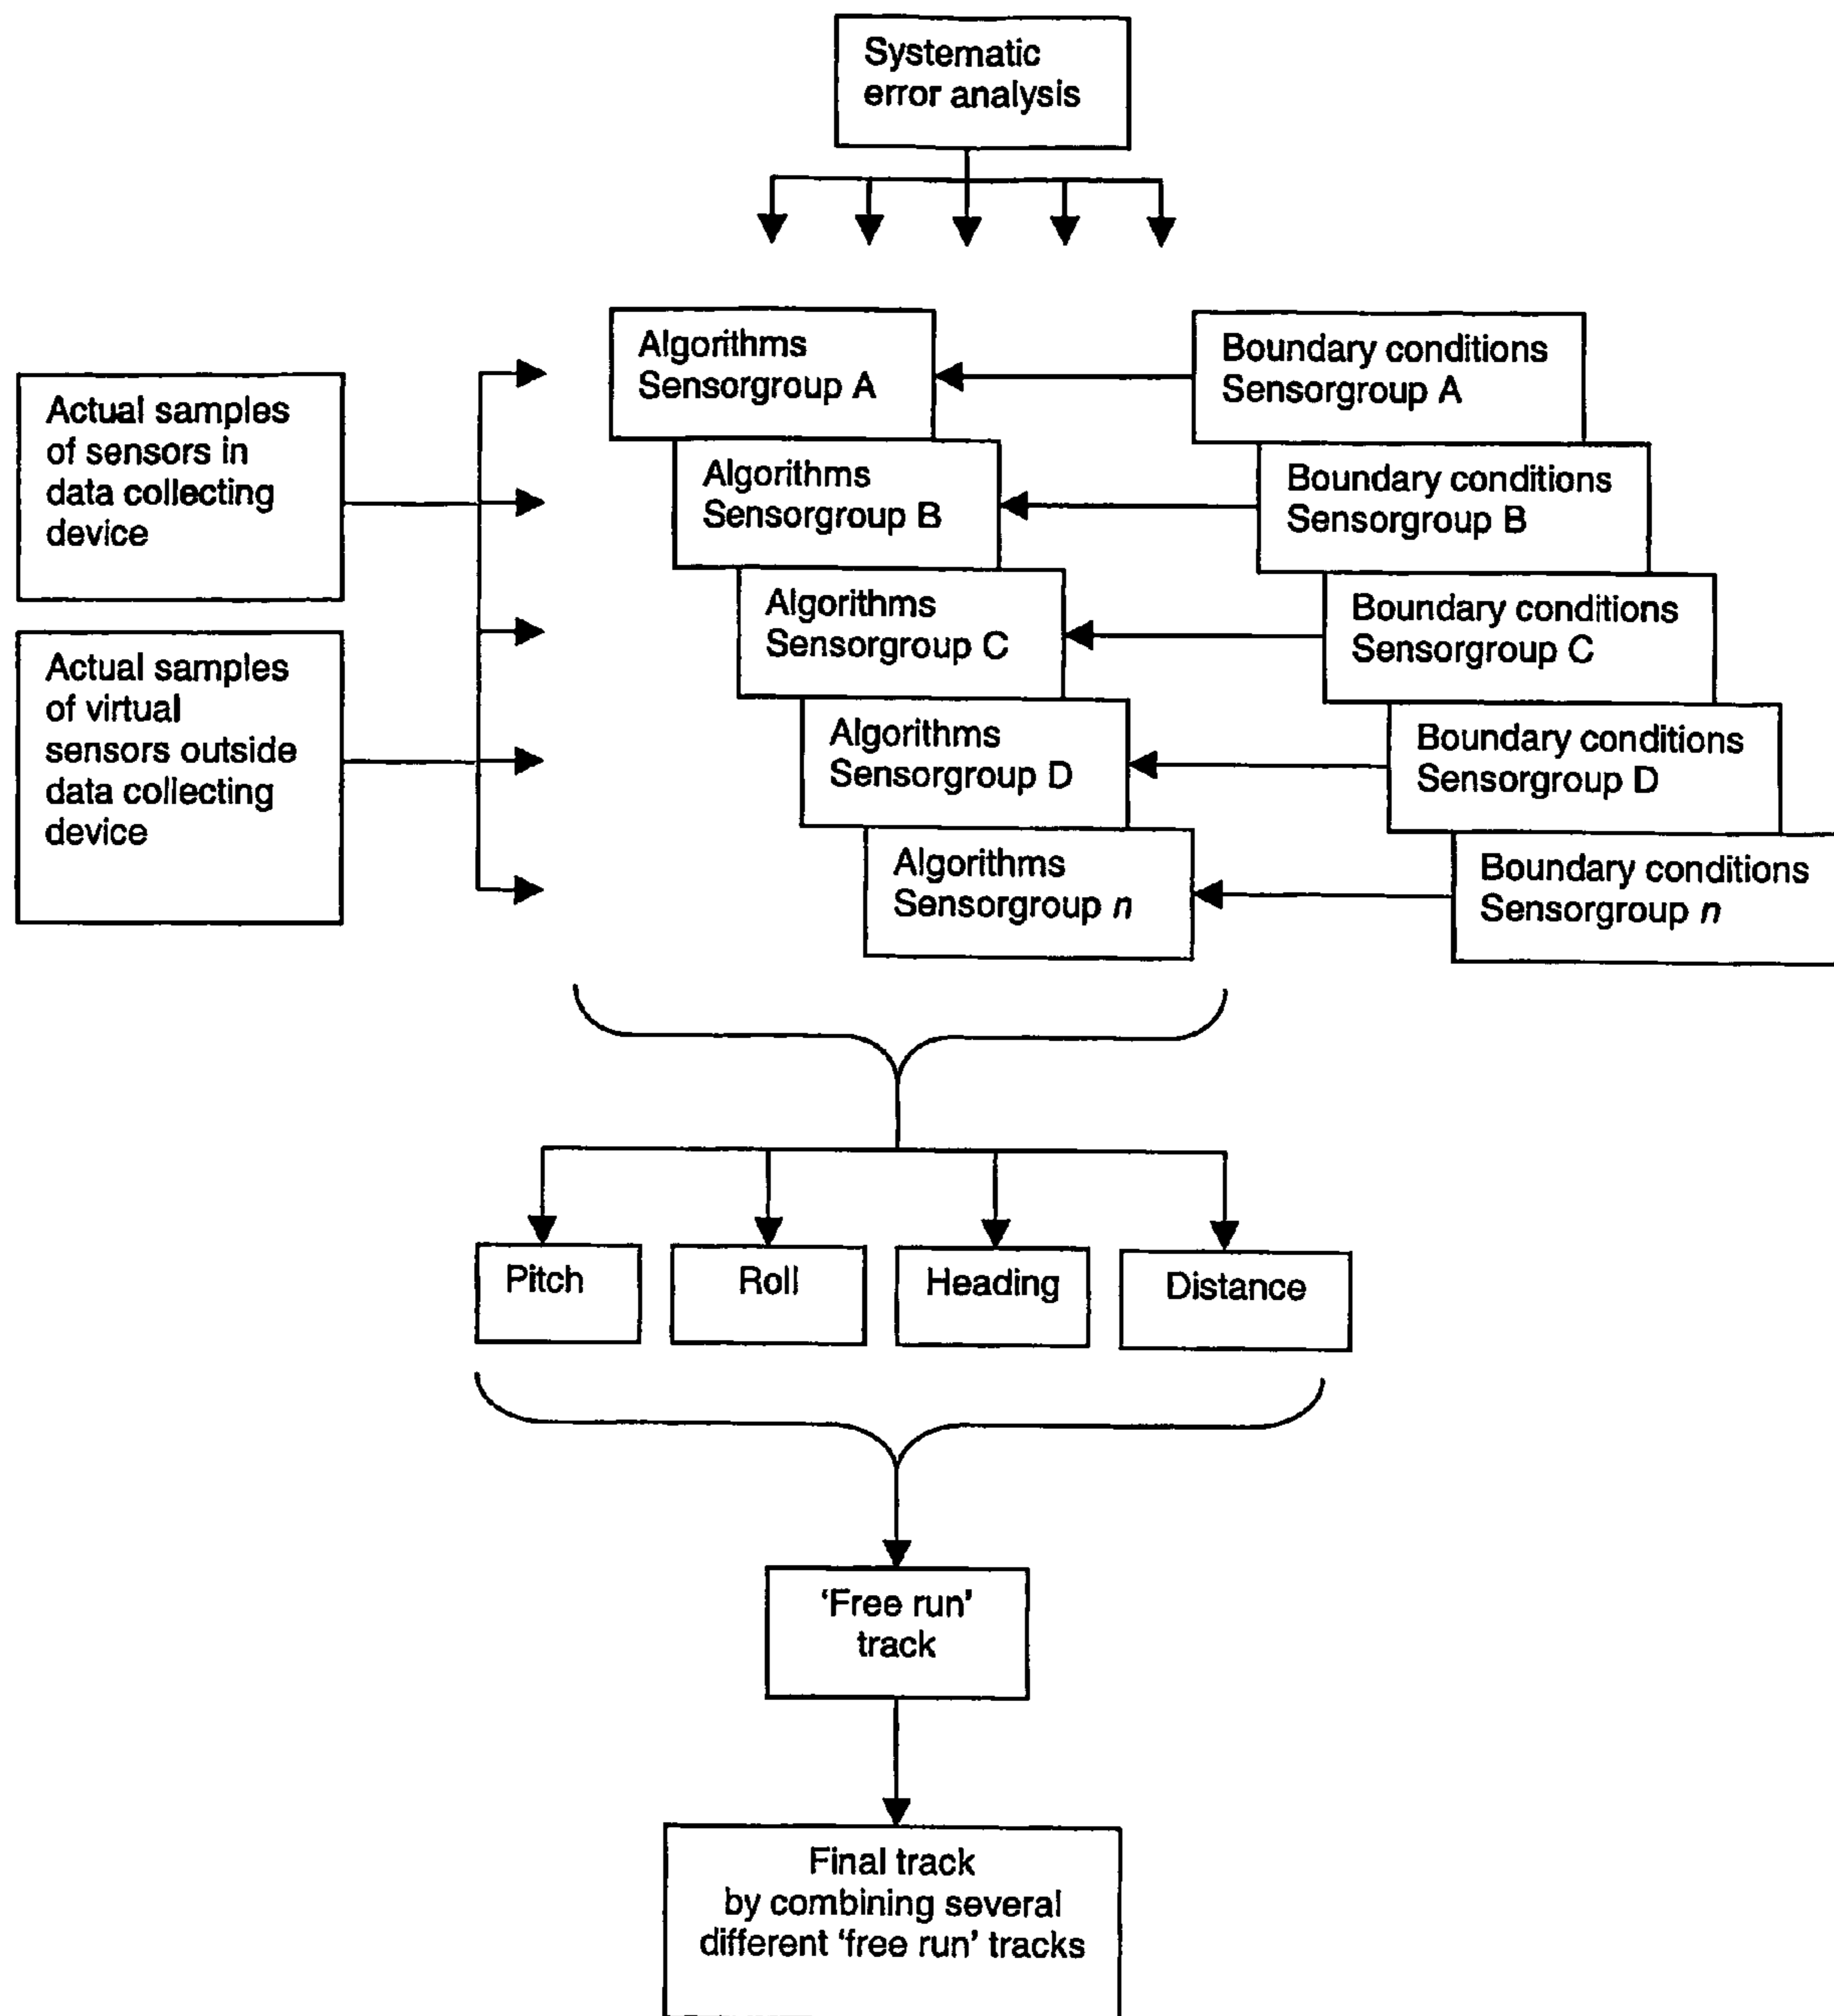 Systematic
error analysis
Actual samples
of sensors in
data collecting
device
Actual samples
of virtual
sensors outside
data collecting
device
Algorithms
Sensorgroup A
Algorithms
Sensorgroup B
Algorithms
Sensorgroup C
Algorithms
Sensorgroup D
Algorithms
Sensorgroup n
Boundary conditions
Sensorgroup A
Boundary conditions
Sensorgroup B
Boundary conditions
Sensorgroup C
Boundary conditions
Sensorgroup D
Boundary conditions
Sensorgroup n
Pitch
Roll
Heading
Distance
‘Free run’
track
Final track
by combining several
different ‘free run’ tracks